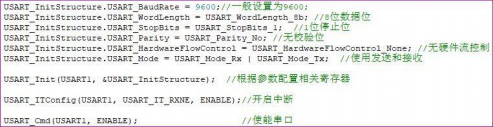 USART_InitStructure.USART_BaudRate = 9600;//一般设置为9600;
USART_InitStructure.USART_WordLength = USART_WordLength_8b; //8位数据位
USART_InitStructure.USART_StopBits = USART_StopBits_1; //1位停止位
USART_InitStructure.USART_Parity = USART_Parity_No; //无校验位
USART_InitStructure.USART_HardwareFlowControl = USART_HardwareFlowControl_None; //无硬件流控制
USART_InitStructure.USART_Mode = USART_Mode_Rx | USART_Mode_Tx; //使用发送和接收
USART_Init(USART1, &USART_InitStructure); //根据参数配置相关寄存器
USART_ITConfig(USART1, USART_IT_RXNE, ENABLE);//开启中断
USART_Cmd(USART1, ENABLE); //使能串口